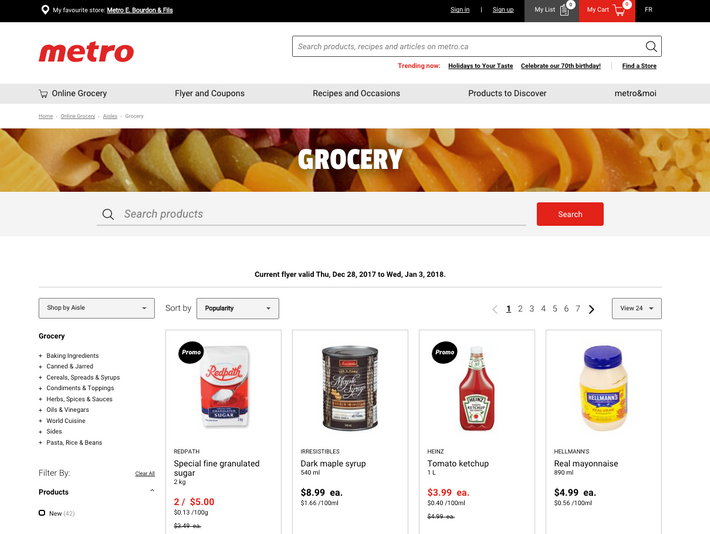 My favourite store: Metro E. Bourdon & Fils
Sign in | Sign up
My List 0
My Cart 0
FR
metro
Search products, recipes and articles on metro.ca
Trending now: Holidays to Your Taste Celebrate our 70th birthday! Find a Store
Online Grocery
Flyer and Coupons
Recipes and Occasions
Products to Discover
metro&moi
Home - Online Grocery - Aisles - Grocery
GROCERY
Search products
Search
Current flyer valid Thu, Dec 28, 2017 to Wed, Jan 3, 2018.
Shop by Aisle
Sort by Popularity
1 2 3 4 5 6 7
View 24
Grocery
+ Baking Ingredients
+ Canned & Jarred
+ Cereals, Spreads & Syrups
+ Condiments & Toppings
+ Herbs, Spices & Sauces
+ Oils & Vinegars
+ World Cuisine
+ Sides
+ Pasta, Rice & Beans
Filter By: Clear All
Products
New (42)
Promo
Redpath
SUGAR
REDPATH
Special fine granulated
sugar
2 kg
2 / $5.00
$0.13 /100g
$3.49 ea.
Maple Syrup
IRRESISTIBLES
Dark maple syrup
540 ml
$8.99 ea.
$1.66 /100ml
Promo
HEINZ
KETCHUP
HEINZ
Tomato ketchup
1 L
$3.99 ea.
$0.40 /100ml
$4.99 ea.
HELLMANN'S
HELLMANN'S
Real mayonnaise
890 ml
$4.99 ea.
$0.56 /100ml